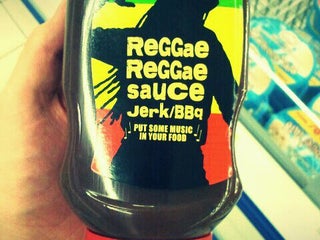 ReGGae
ReGGae
sauce
Jerk/BBq
PUT SOME MUSIC
IN YOUR FOOD